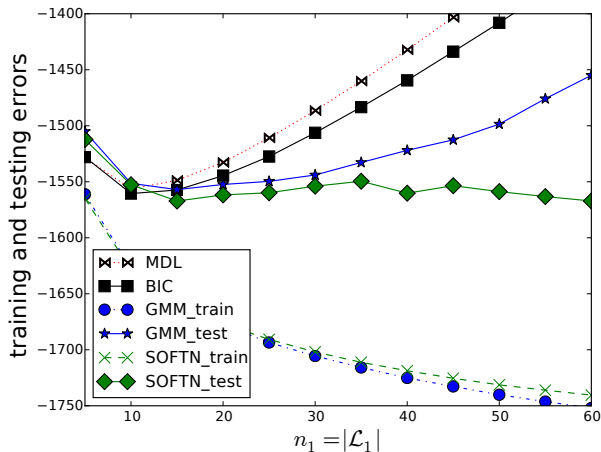 −1400
−1450
−1500
−1550
−1600
−1650
−1700
−1750
training and testing errors
MDL
BIC
GMM_train
GMM_test
SOFTN_train
SOFTN_test
10 20 30 40 50 60
n₁ =|ℒ₁|